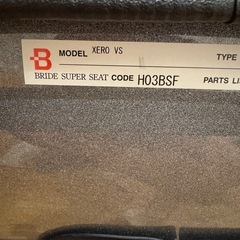 B MODEL XERO VS TYPE
BRIDE SUPER SEAT CODE H03BSF PARTS LI